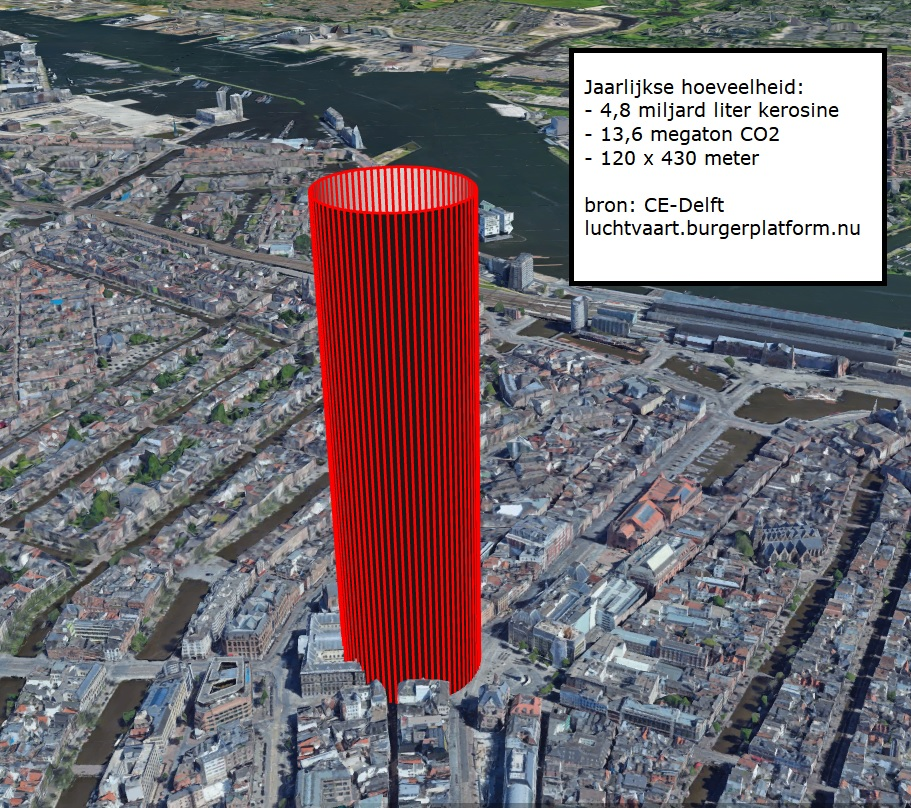 Jaarlijkse hoeveelheid:
- 4,8 miljard liter kerosine
- 13,6 megaton CO2
- 120 x 430 meter
bron: CE-Delft
luchtvaart.burgerplatform.nu